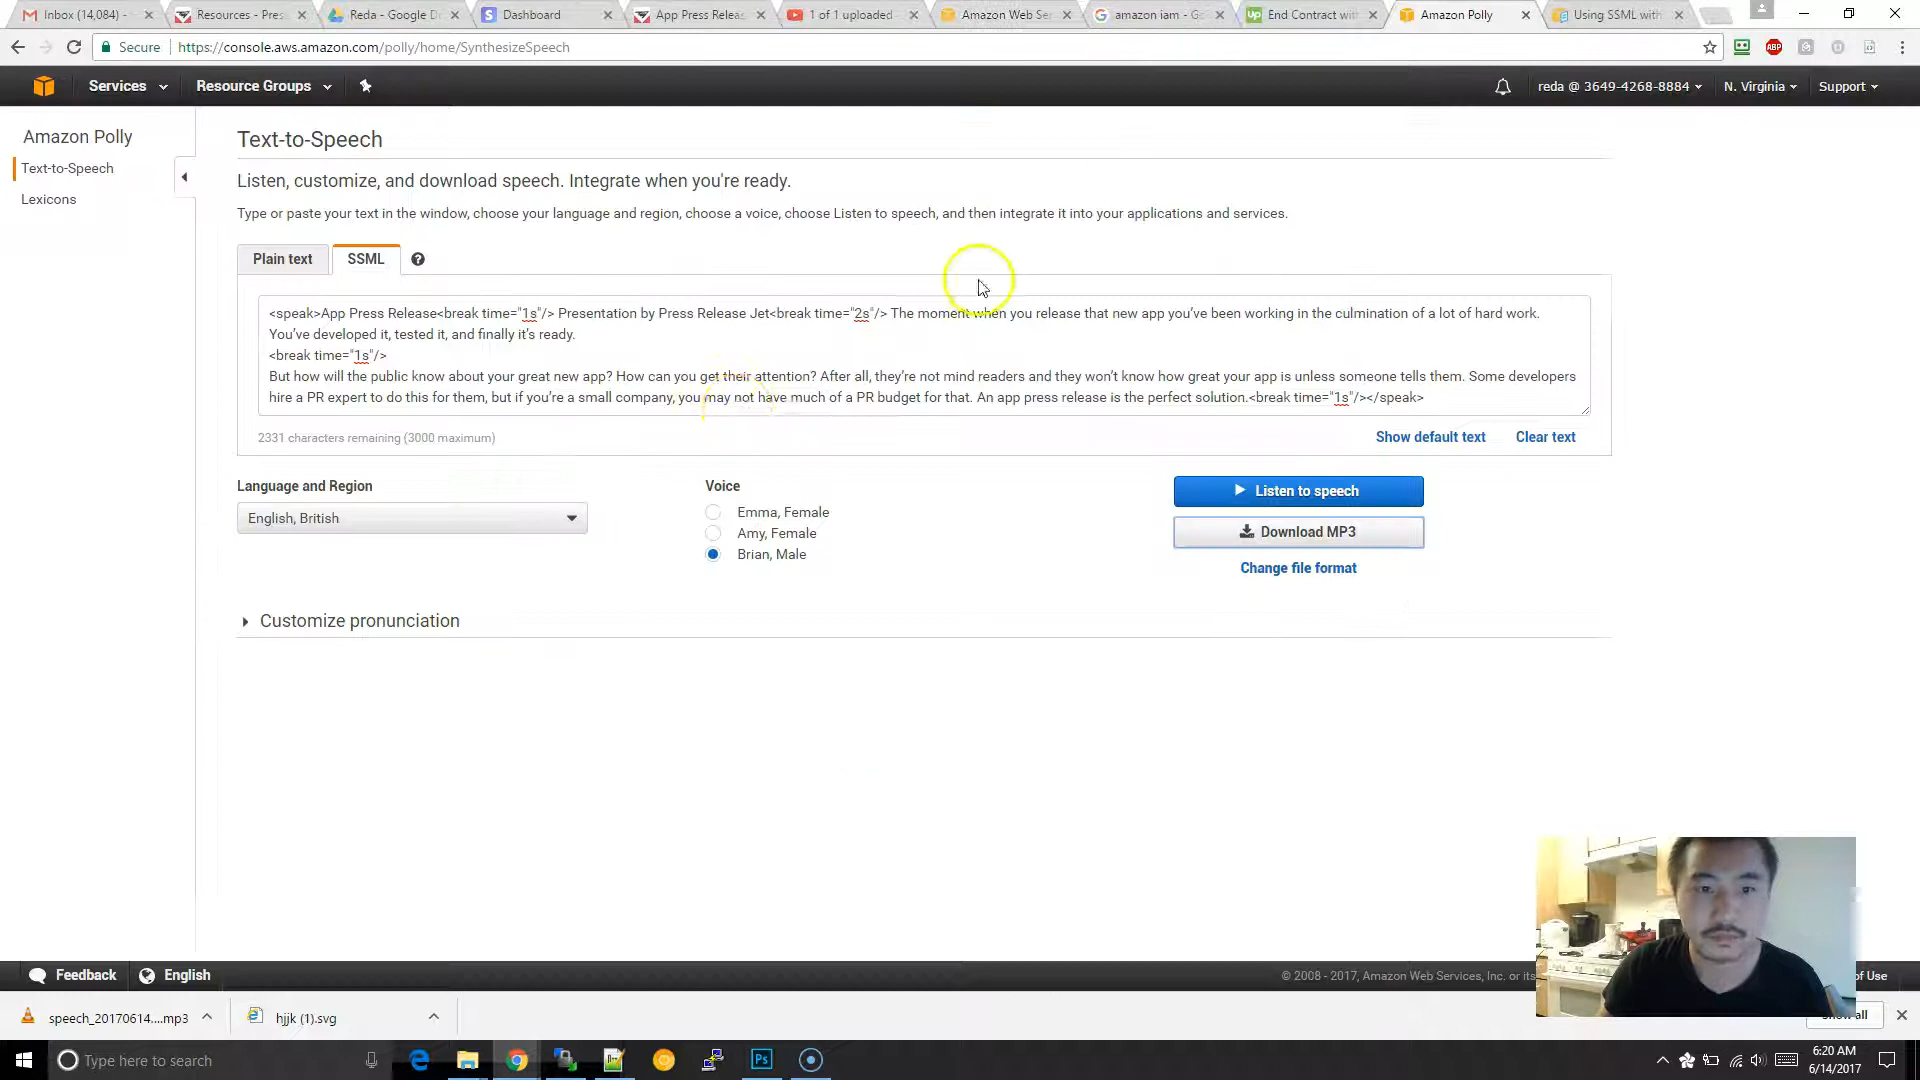 Inbox (14,084) -
Resources - Pres
Reda - Google D
Dashboard
App Press Relea
1 of 1 uploaded -
Amazon Web Se
amazon iam - G
End Contract wit
Amazon Polly
Using SSML with
Secure
https://console.aws.amazon.com/polly/home/SynthesizeSpeech
ABP
Services
Resource Groups
reda @ 3649-4268-8884
N. Virginia
Support
Amazon Polly
Text-to-Speech
Lexicons
Text-to-Speech
Listen, customize, and download speech. Integrate when you're ready.
Type or paste your text in the window, choose your language and region, choose a voice, choose Listen to speech, and then integrate it into your applications and services.
Plain text
SSML
<speak>App Press Release<break time="1s"/> Presentation by Press Release Jet<break time="2s"/> The moment when you release that new app you've been working in the culmination of a lot of hard work.
You've developed it, tested it, and finally it's ready.
<break time="1s"/>
But how will the public know about your great new app? How can you get their attention? After all, they're not mind readers and they won't know how great your app is unless someone tells them. Some developers
hire a PR expert to do this for them, but if you're a small company, you may not have much of a PR budget for that. An app press release is the perfect solution.<break time="1s"/></speak>
2331 characters remaining (3000 maximum)
Show default text
Clear text
Language and Region
English, British
Voice
Emma, Female
Amy, Female
Brian, Male
Listen to speech
Download MP3
Change file format
Customize pronunciation
Feedback
English
© 2008 - 2017, Amazon Web Services, Inc. or its
of Use
speech_20170614....mp3
hjjk (1).svg
Show all
Type here to search
Ps
6:20 AM
6/14/2017